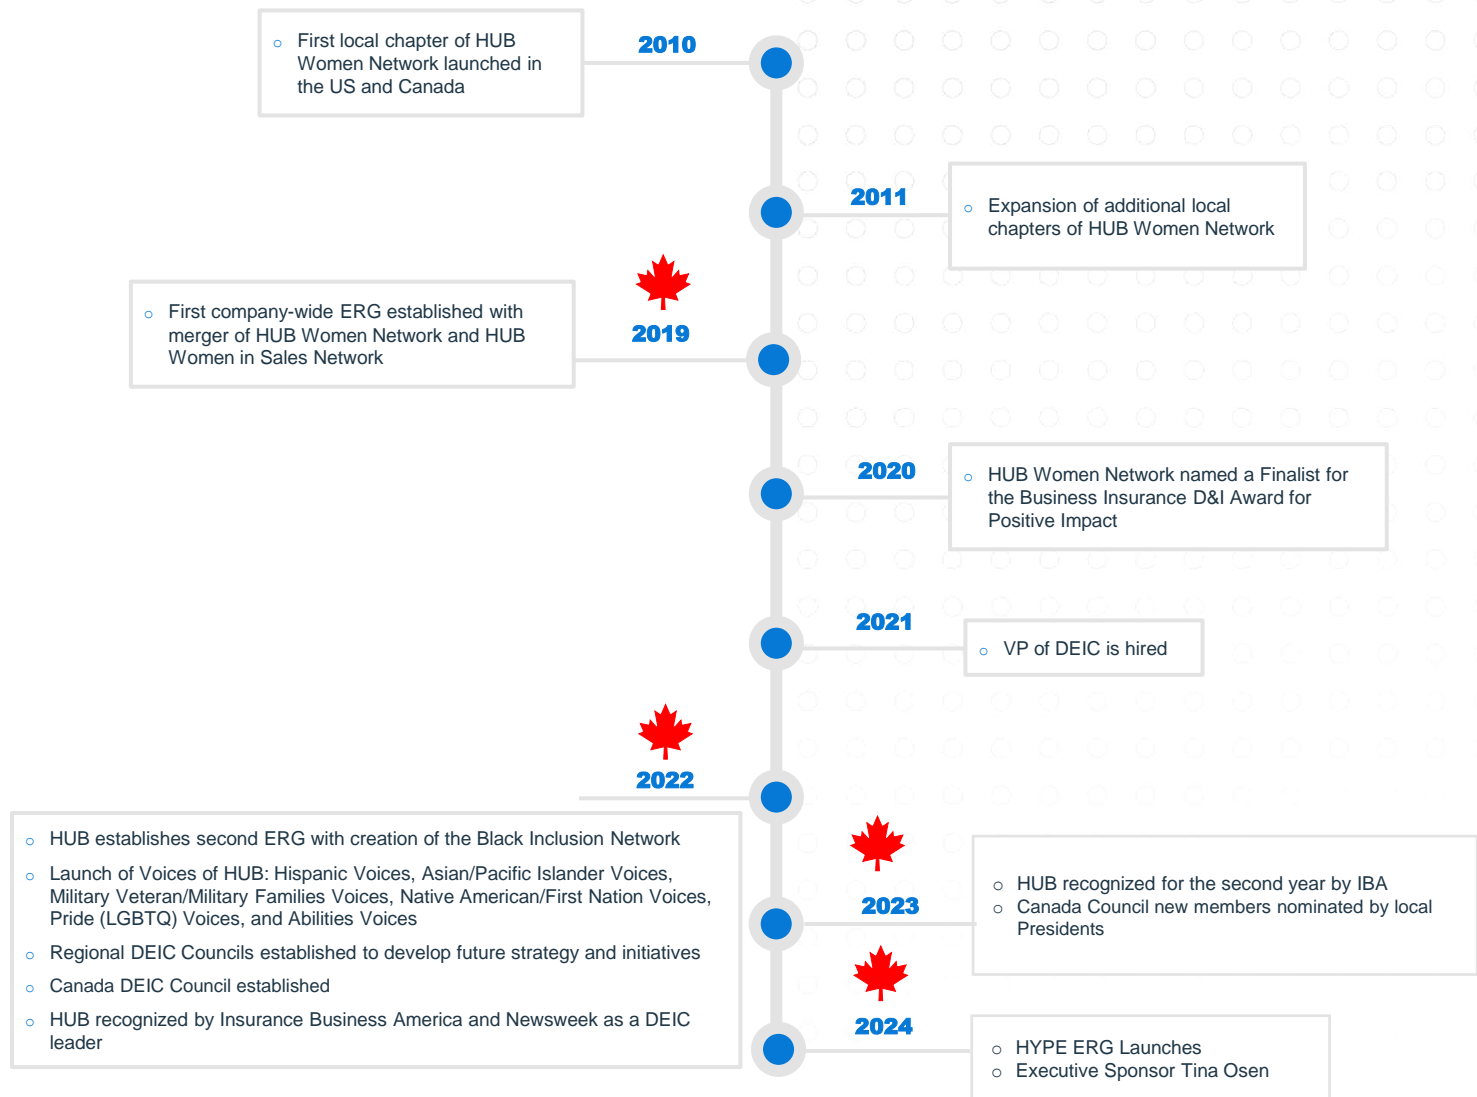 2010
First local chapter of HUB
Women Network launched in
the US and Canada
2011
Expansion of additional local
chapters of HUB Women Network
2019
First company-wide ERG established with
merger of HUB Women Network and HUB
Women in Sales Network
2020
HUB Women Network named a Finalist for
the Business Insurance D&I Award for
Positive Impact
2021
VP of DEIC is hired
2022
HUB establishes second ERG with creation of the Black Inclusion Network
Launch of Voices of HUB: Hispanic Voices, Asian/Pacific Islander Voices,
Military Veteran/Military Families Voices, Native American/First Nation Voices,
Pride (LGBTQ) Voices, and Abilities Voices
Regional DEIC Councils established to develop future strategy and initiatives
Canada DEIC Council established
HUB recognized by Insurance Business America and Newsweek as a DEIC
leader
2023
HUB recognized for the second year by IBA
Canada Council new members nominated by local
Presidents
2024
HYPE ERG Launches
Executive Sponsor Tina Osen